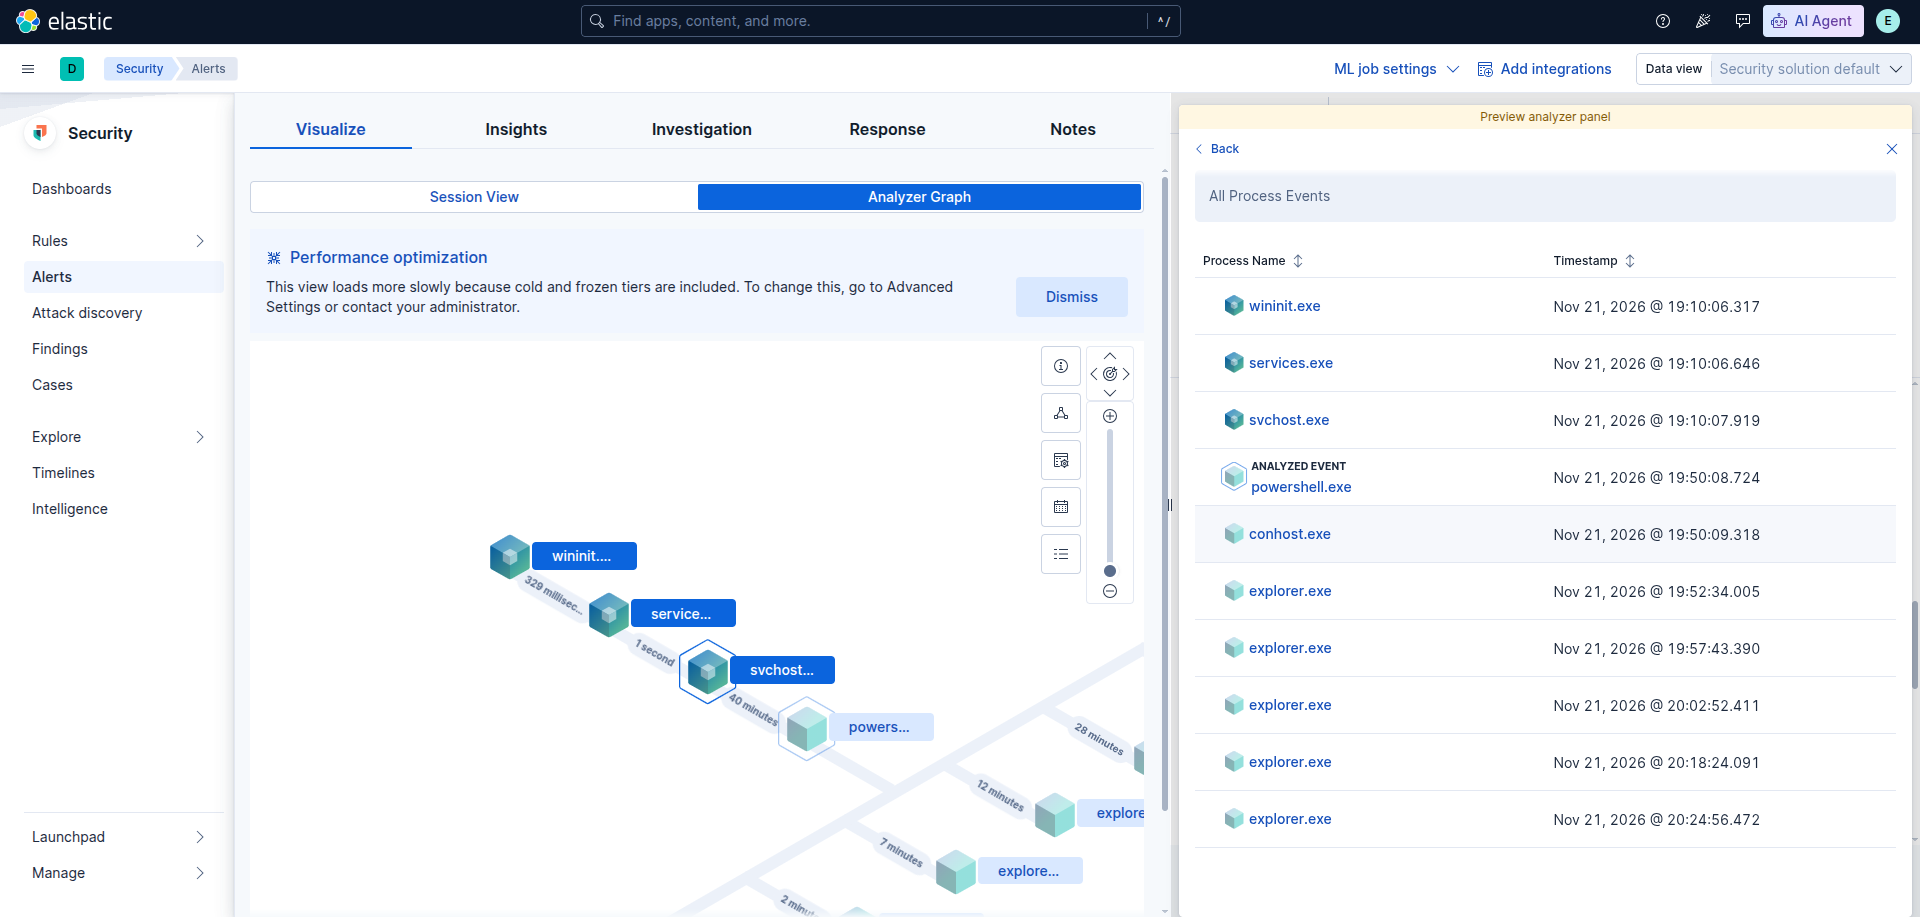 elastic
Find apps, content, and more.
^ /
AI Agent
E
D
Security
Alerts
ML job settings
Add integrations
Data view
Security solution default
Security
Dashboards
Rules
Alerts
Attack discovery
Findings
Cases
Explore
Timelines
Intelligence
Launchpad
Manage
Visualize
Insights
Investigation
Response
Notes
Session View
Analyzer Graph
Performance optimization
This view loads more slowly because cold and frozen tiers are included. To change this, go to Advanced
Settings or contact your administrator.
Dismiss
wininit....
329 millisec...
service...
1 second
svchost...
40 minutes
powers...
28 minutes
12 minutes
explore
7 minutes
explore...
2 minut
Preview analyzer panel
Back
All Process Events
Process Name
Timestamp
wininit.exe
Nov 21, 2026 @ 19:10:06.317
services.exe
Nov 21, 2026 @ 19:10:06.646
svchost.exe
Nov 21, 2026 @ 19:10:07.919
ANALYZED EVENT
powershell.exe
Nov 21, 2026 @ 19:50:08.724
conhost.exe
Nov 21, 2026 @ 19:50:09.318
explorer.exe
Nov 21, 2026 @ 19:52:34.005
explorer.exe
Nov 21, 2026 @ 19:57:43.390
explorer.exe
Nov 21, 2026 @ 20:02:52.411
explorer.exe
Nov 21, 2026 @ 20:18:24.091
explorer.exe
Nov 21, 2026 @ 20:24:56.472